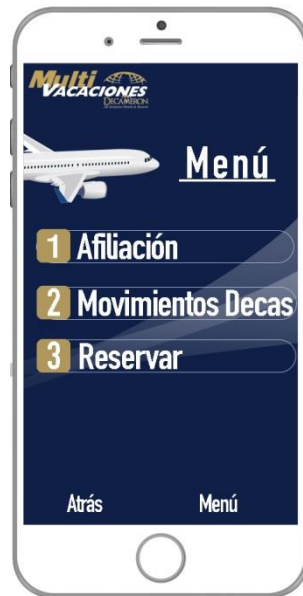 Multi
VACACIONES
DECAMERON
Menú
1 Afiliación
2 Movimientos Decas
3 Reservar
Atrás Menú